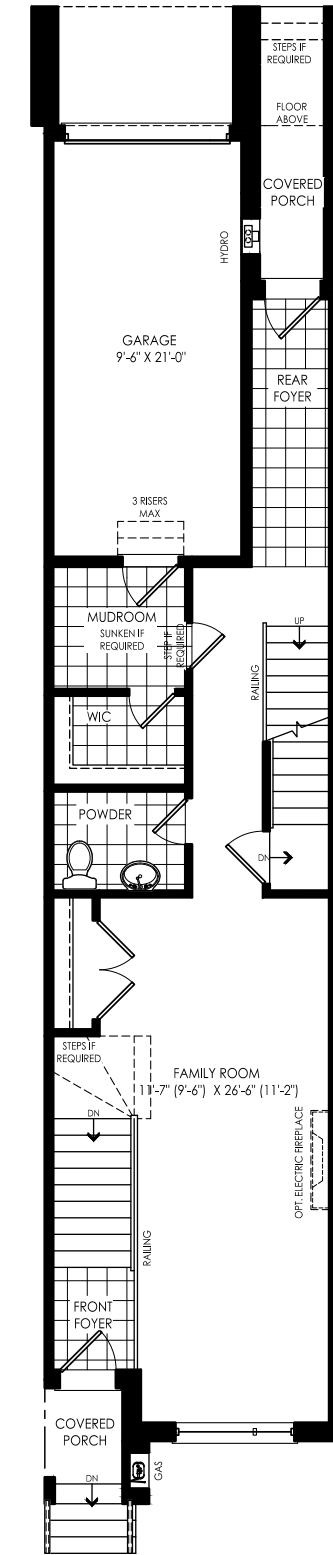 STEPS IF
REQUIRED
FLOOR
ABOVE
COVERED
PORCH
HYDRO
GARAGE
9'-6" X 21'-0"
REAR
FOYER
3 RISERS
MAX
MUDROOM
SUNKEN IF
REQUIRED
STEP IF
REQUIRED
UP
RAILING
WIC
POWDER
DN
STEPS IF
REQUIRED
FAMILY ROOM
11'-7" (9'-6") X 26'-6" (11'-2")
DN
OPT. ELECTRIC FIREPLACE
RAILING
FRONT
FOYER
COVERED
PORCH
GAS
DN